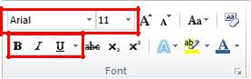 Arial 11 A A Aa
B I U abc X₂ X² A ab A
Font